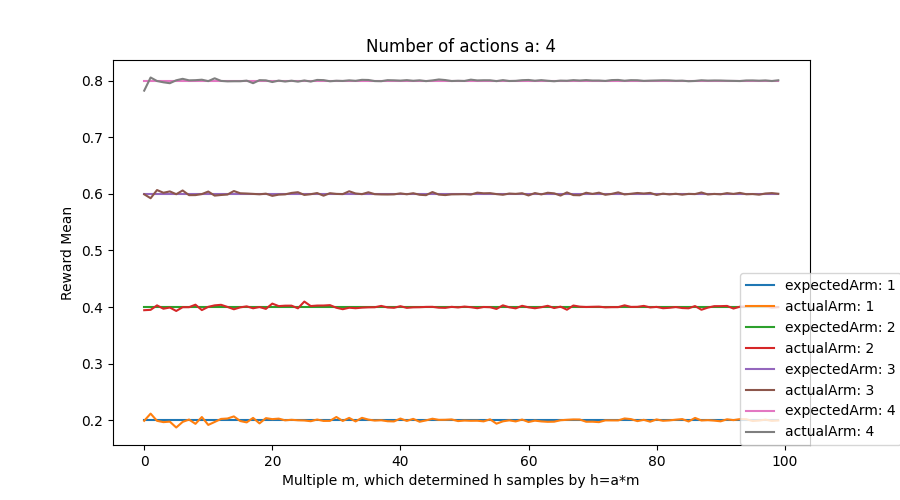 Number of actions a: 4
Reward Mean
0.8
0.7
0.6
0.5
0.4
0.3
0.2
0
20
40
60
80
100
Multiple m, which determined h samples by h=a*m
expectedArm: 1
actualArm: 1
expectedArm: 2
actualArm: 2
expectedArm: 3
actualArm: 3
expectedArm: 4
actualArm: 4